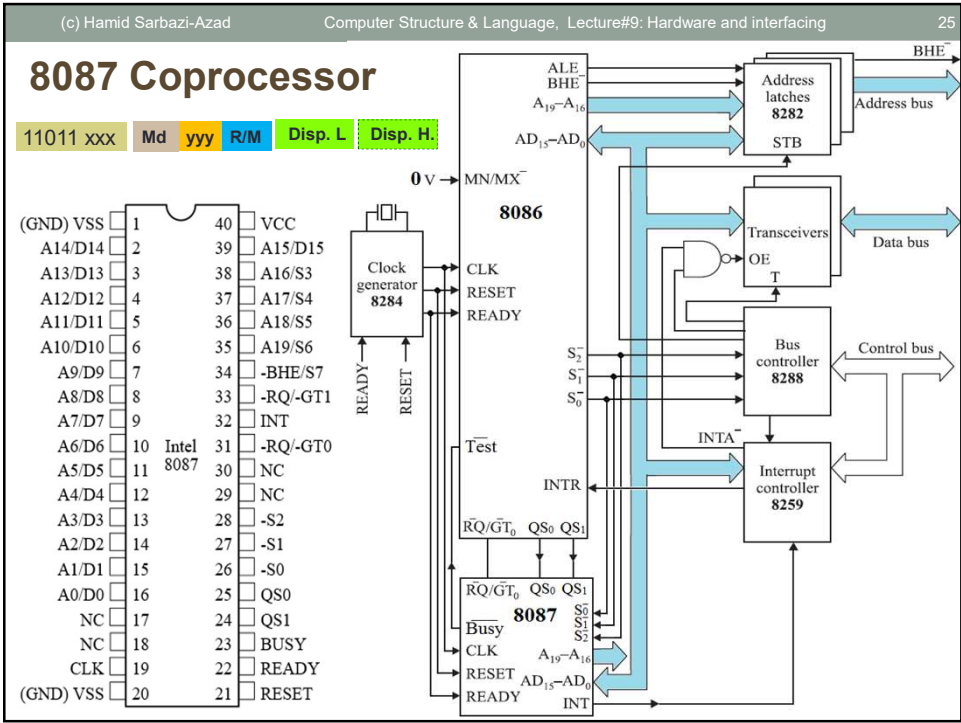 (c) Hamid Sarbazi-Azad Computer Structure & Language, Lecture#9: Hardware and interfacing 25
8087 Coprocessor
11011 xxx Md yyy R/M Disp. L Disp. H.
(GND) VSS 1 40 VCC
A14/D14 2 39 A15/D15
A13/D13 3 38 A16/S3
A12/D12 4 37 A17/S4
A11/D11 5 36 A18/S5
A10/D10 6 35 A19/S6
A9/D9 7 34 -BHE/S7
A8/D8 8 33 -RQ/-GT1
A7/D7 9 32 INT
A6/D6 10 31 -RQ/-GT0
A5/D5 11 30 NC
A4/D4 12 29 NC
A3/D3 13 28 -S2
A2/D2 14 27 -S1
A1/D1 15 26 -S0
A0/D0 16 25 QS0
NC 17 24 QS1
NC 18 23 BUSY
CLK 19 22 READY
(GND) VSS 20 21 RESET
Intel
8087
Clock
generator
8284
READY
RESET
0 V
MN/MX‾
8086
CLK
RESET
READY
Test‾
ALE
BHE‾
A19–A16
AD15–AD0
S2‾
S1‾
S0‾
INTR
R‾Q/G‾T0 QS0 QS1
R‾Q/G‾T0 QS0 QS1
8087
Busy‾
CLK
RESET
READY
S0‾
S1‾
S2‾
A19–A16
AD15–AD0
INT
Address
latches
8282
STB
BHE‾
Address bus
Transceivers
OE
T
Data bus
Bus
controller
8288
Control bus
INTA‾
Interrupt
controller
8259